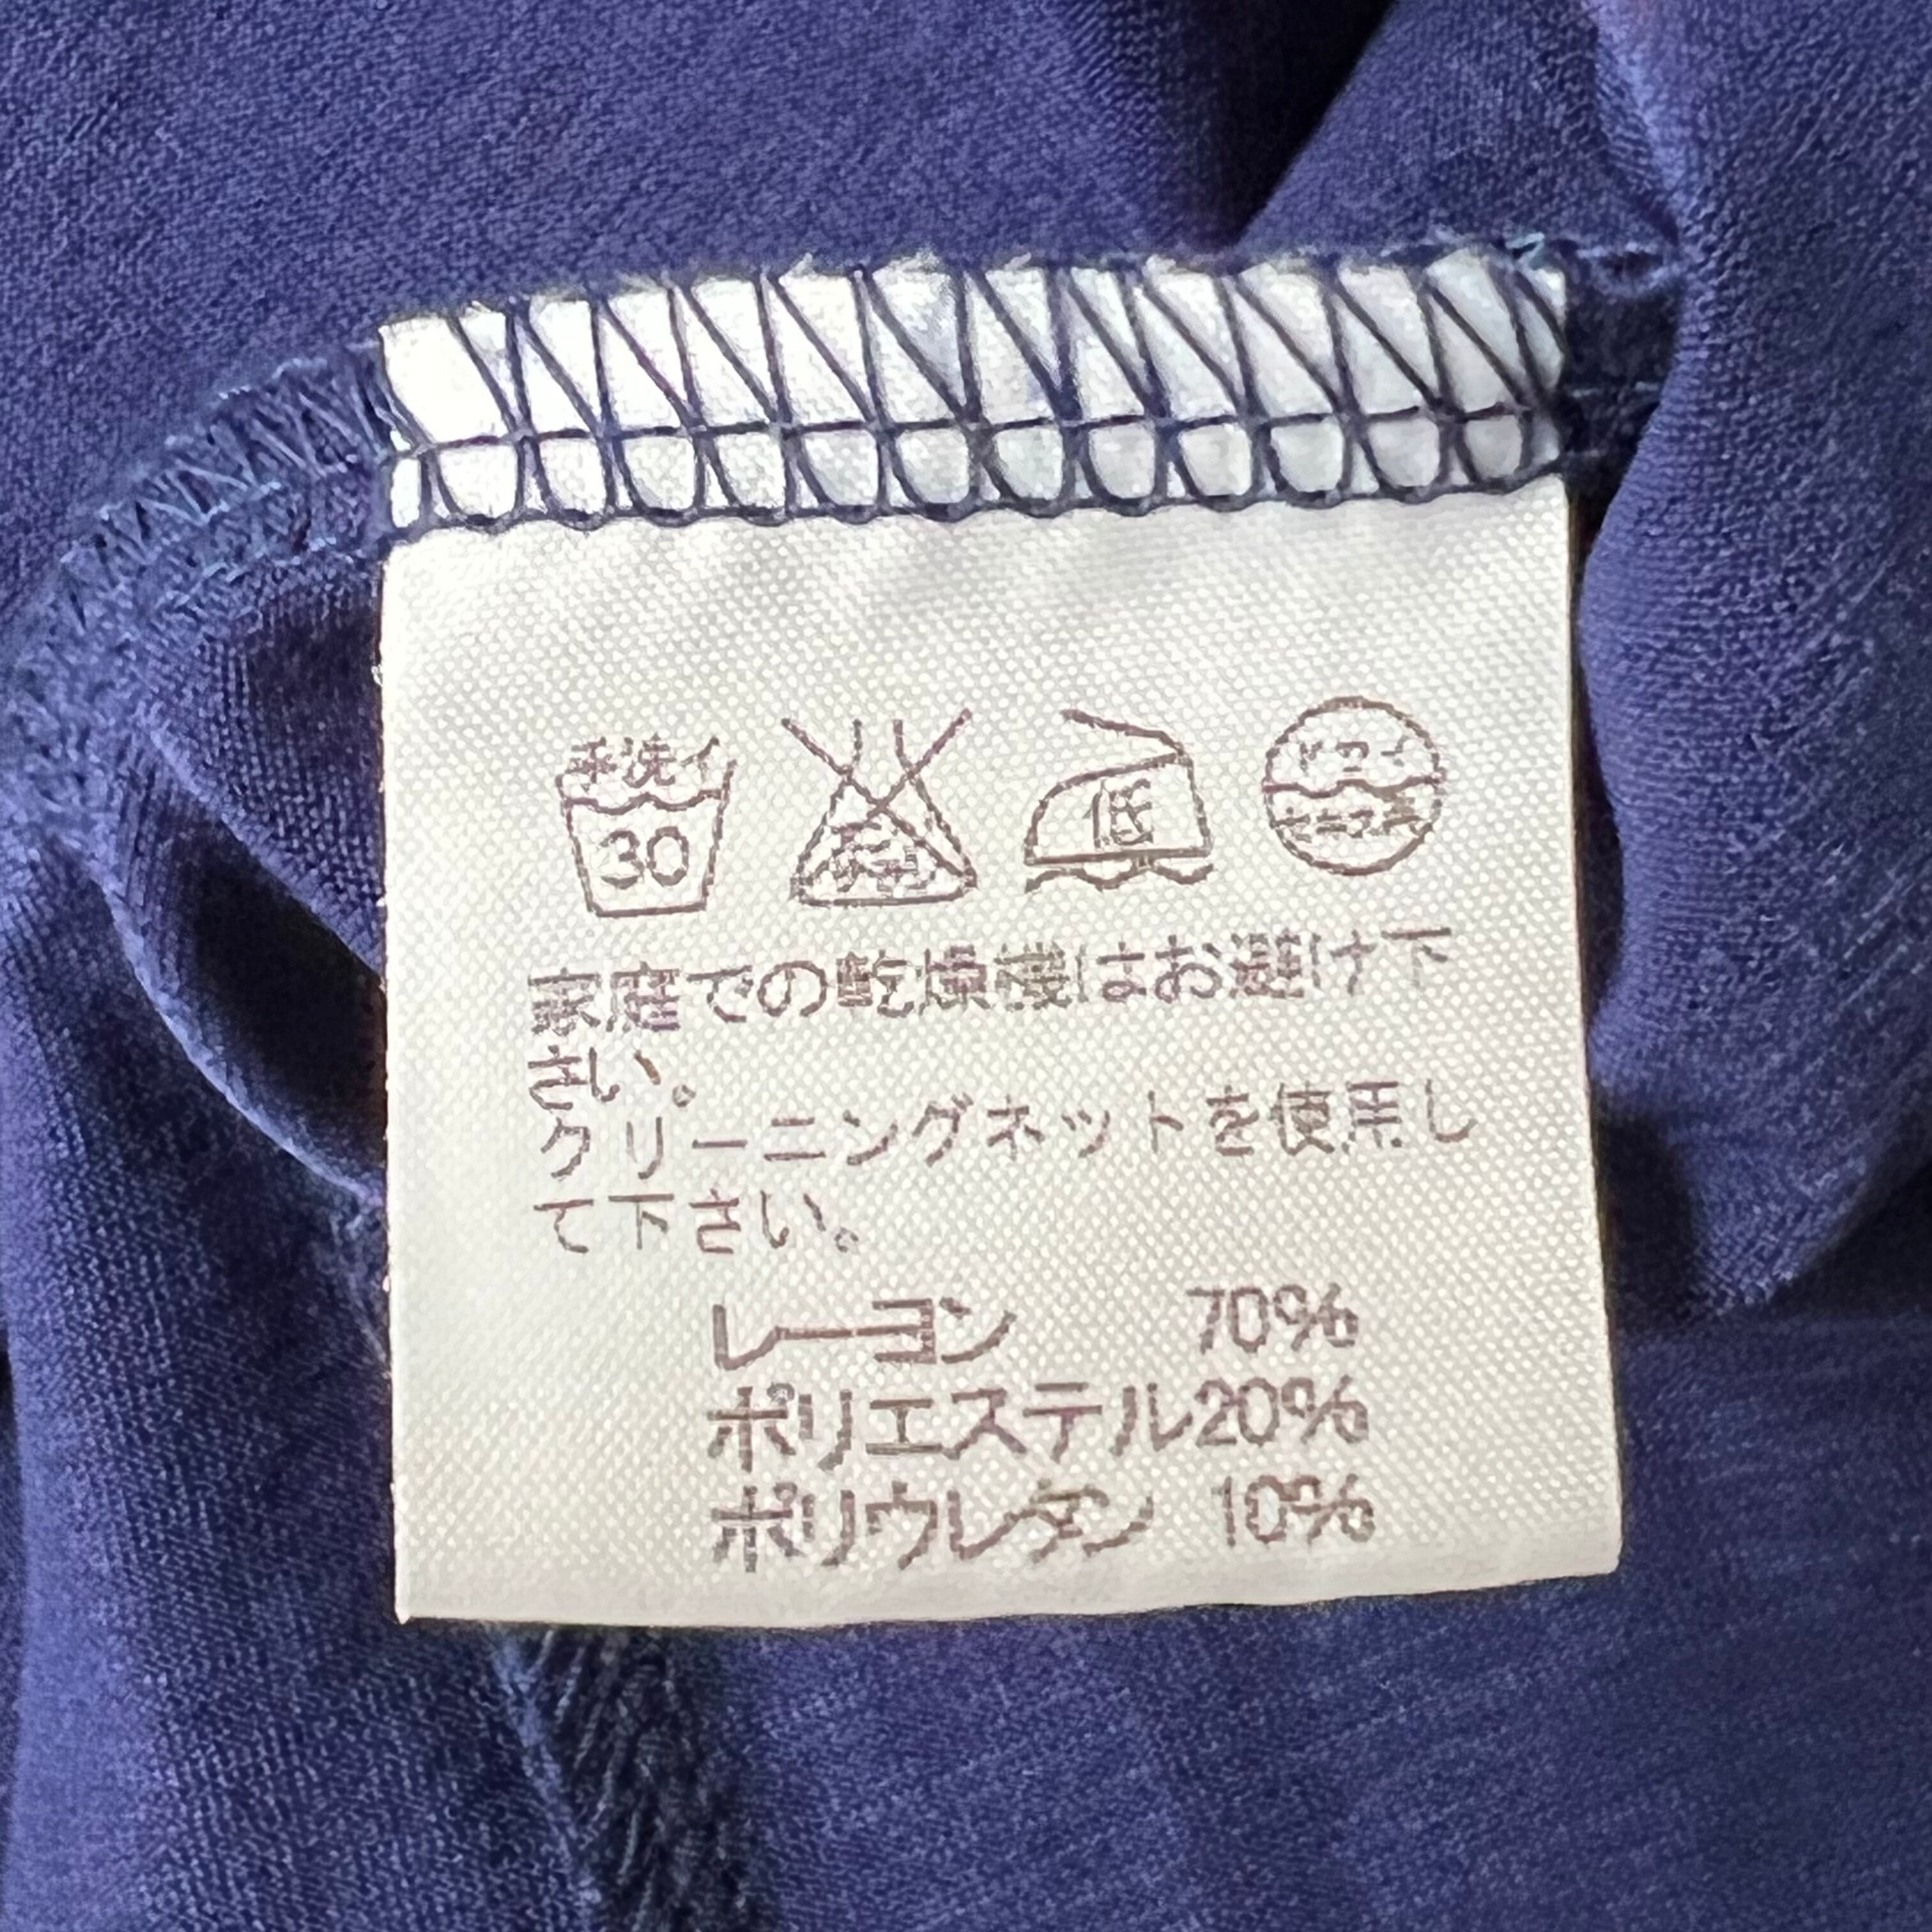 手洗イ 低 ドライ
30 セキユ系
家庭での乾燥機はお避け下
さい。
クリーニングネットを使用し
て下さい。
レーヨン 70%
ポリエステル20%
ポリウレタン 10%